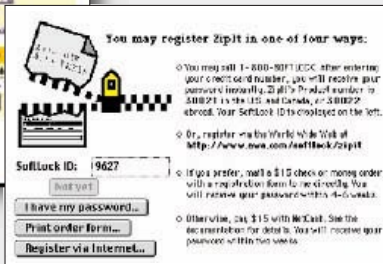 You may register ZipIt in one of four ways:
You may call 1-800-SOFTLOCK. After entering
your credit card number, you will receive your
password instantly. ZipIt's Product number is
30021 in the U.S. and Canada, or 30022
abroad. Your SoftLock ID is displayed on the left.
Or, register via the World Wide Web at
http://www.awa.com/softlock/zipit
If you prefer, mail a $15 check or money order
with a registration form to me directly. You
will receive your password within 4-6 weeks.
Otherwise, pay $15 with NetCash. See the
documentation for details. You will receive your
password within two weeks
SoftLock ID: 9627
Not yet
I have my password...
Print order form...
Register via Internet...